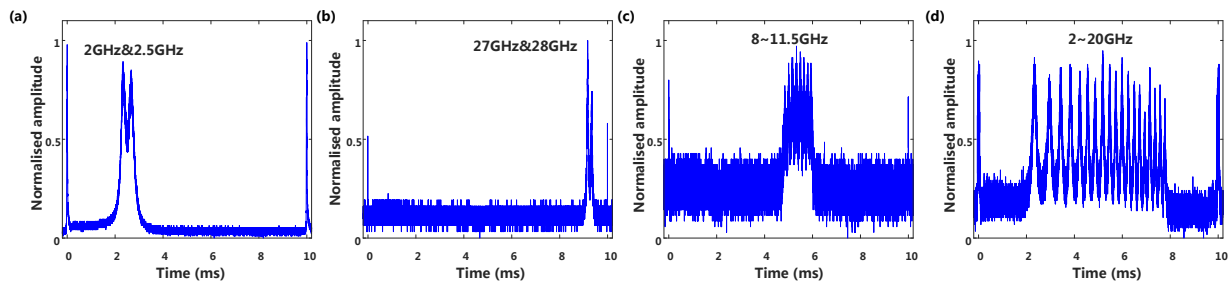 (a)
2GHz&2.5GHz
Normalised amplitude
1
0.5
0
0 2 4 6 8 10
Time (ms)
(b)
27GHz&28GHz
Normalised amplitude
1
0.5
0
0 2 4 6 8 10
Time (ms)
(c)
8~11.5GHz
Normalised amplitude
1
0.5
0
0 2 4 6 8 10
Time (ms)
(d)
2~20GHz
Normalised amplitude
1
0.5
0
0 2 4 6 8 10
Time (ms)